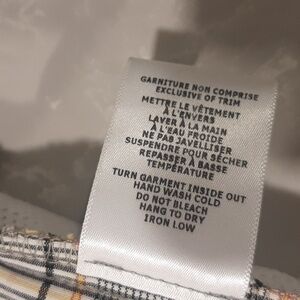 GARNITURE NON COMPRISE
EXCLUSIVE OF TRIM
METTRE LE VÊTEMENT
À L'ENVERS
LAVER À LA MAIN
À L'EAU FROIDE
NE PAS JAVELLISER
SUSPENDRE POUR SÉCHER
REPASSER À BASSE
TEMPÉRATURE
TURN GARMENT INSIDE OUT
HAND WASH COLD
DO NOT BLEACH
HANG TO DRY
IRON LOW